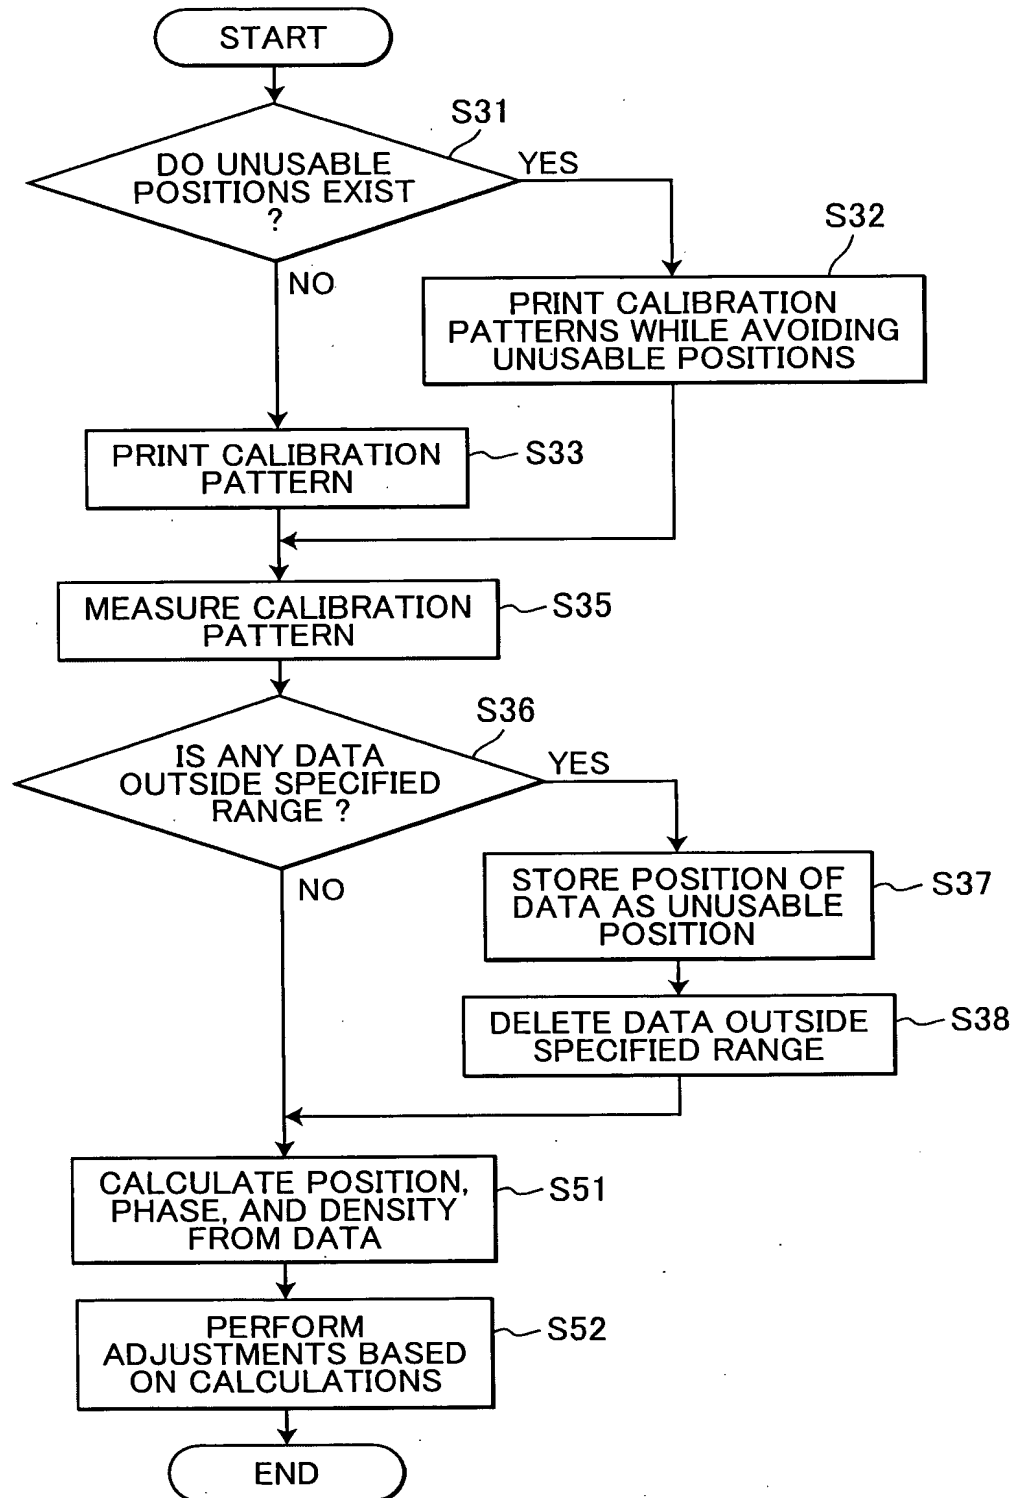 START
S31
DO UNUSABLE
POSITIONS EXIST
?
YES
NO
S32
PRINT CALIBRATION
PATTERNS WHILE AVOIDING
UNUSABLE POSITIONS
PRINT CALIBRATION
PATTERN
S33
MEASURE CALIBRATION
PATTERN
S35
S36
IS ANY DATA
OUTSIDE SPECIFIED
RANGE ?
YES
NO
STORE POSITION OF
DATA AS UNUSABLE
POSITION
S37
DELETE DATA OUTSIDE
SPECIFIED RANGE
S38
CALCULATE POSITION,
PHASE, AND DENSITY
FROM DATA
S51
PERFORM
ADJUSTMENTS BASED
ON CALCULATIONS
S52
END